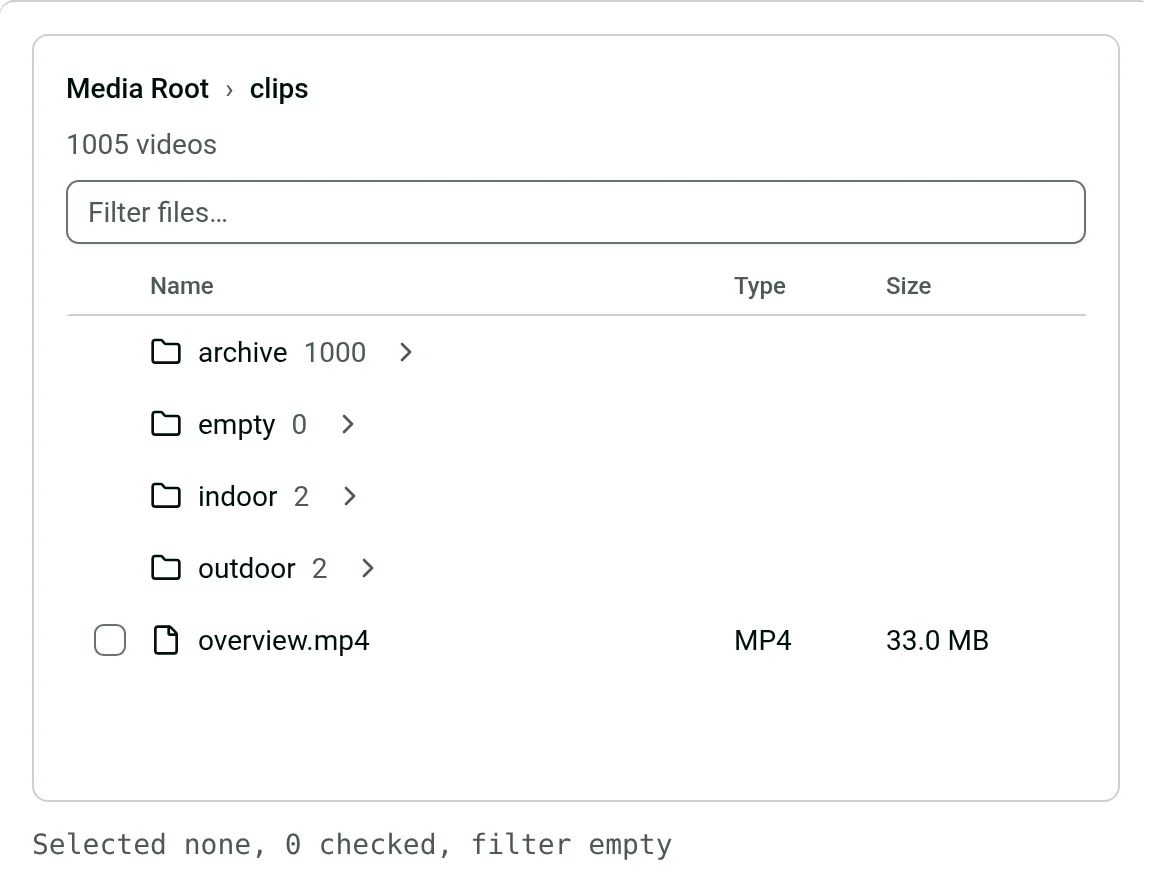 Media Root › clips
1005 videos
Filter files…
Name Type Size
archive 1000
empty 0
indoor 2
outdoor 2
overview.mp4 MP4 33.0 MB
Selected none, 0 checked, filter empty